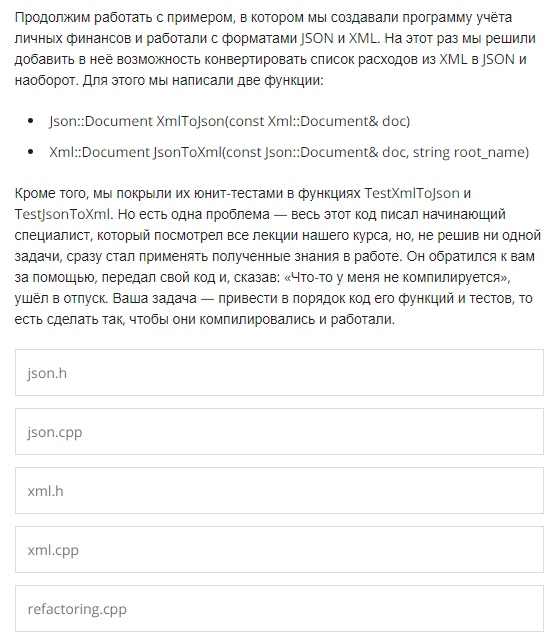 Продолжим работать с примером, в котором мы создавали программу учёта
личных финансов и работали с форматами JSON и XML. На этот раз мы решили
добавить в неё возможность конвертировать список расходов из XML в JSON и
наоборот. Для этого мы написали две функции:
• Json::Document XmlToJson(const Xml::Document& doc)
• Xml::Document JsonToXml(const Json::Document& doc, string root_name)
Кроме того, мы покрыли их юнит-тестами в функциях TestXmlToJson и
TestJsonToXml. Но есть одна проблема — весь этот код писал начинающий
специалист, который посмотрел все лекции нашего курса, но, не решив ни одной
задачи, сразу стал применять полученные знания в работе. Он обратился к вам
за помощью, передал свой код и, сказав: «Что-то у меня не компилируется»,
ушёл в отпуск. Ваша задача — привести в порядок код его функций и тестов, то
есть сделать так, чтобы они компилировались и работали.
json.h
json.cpp
xml.h
xml.cpp
refactoring.cpp